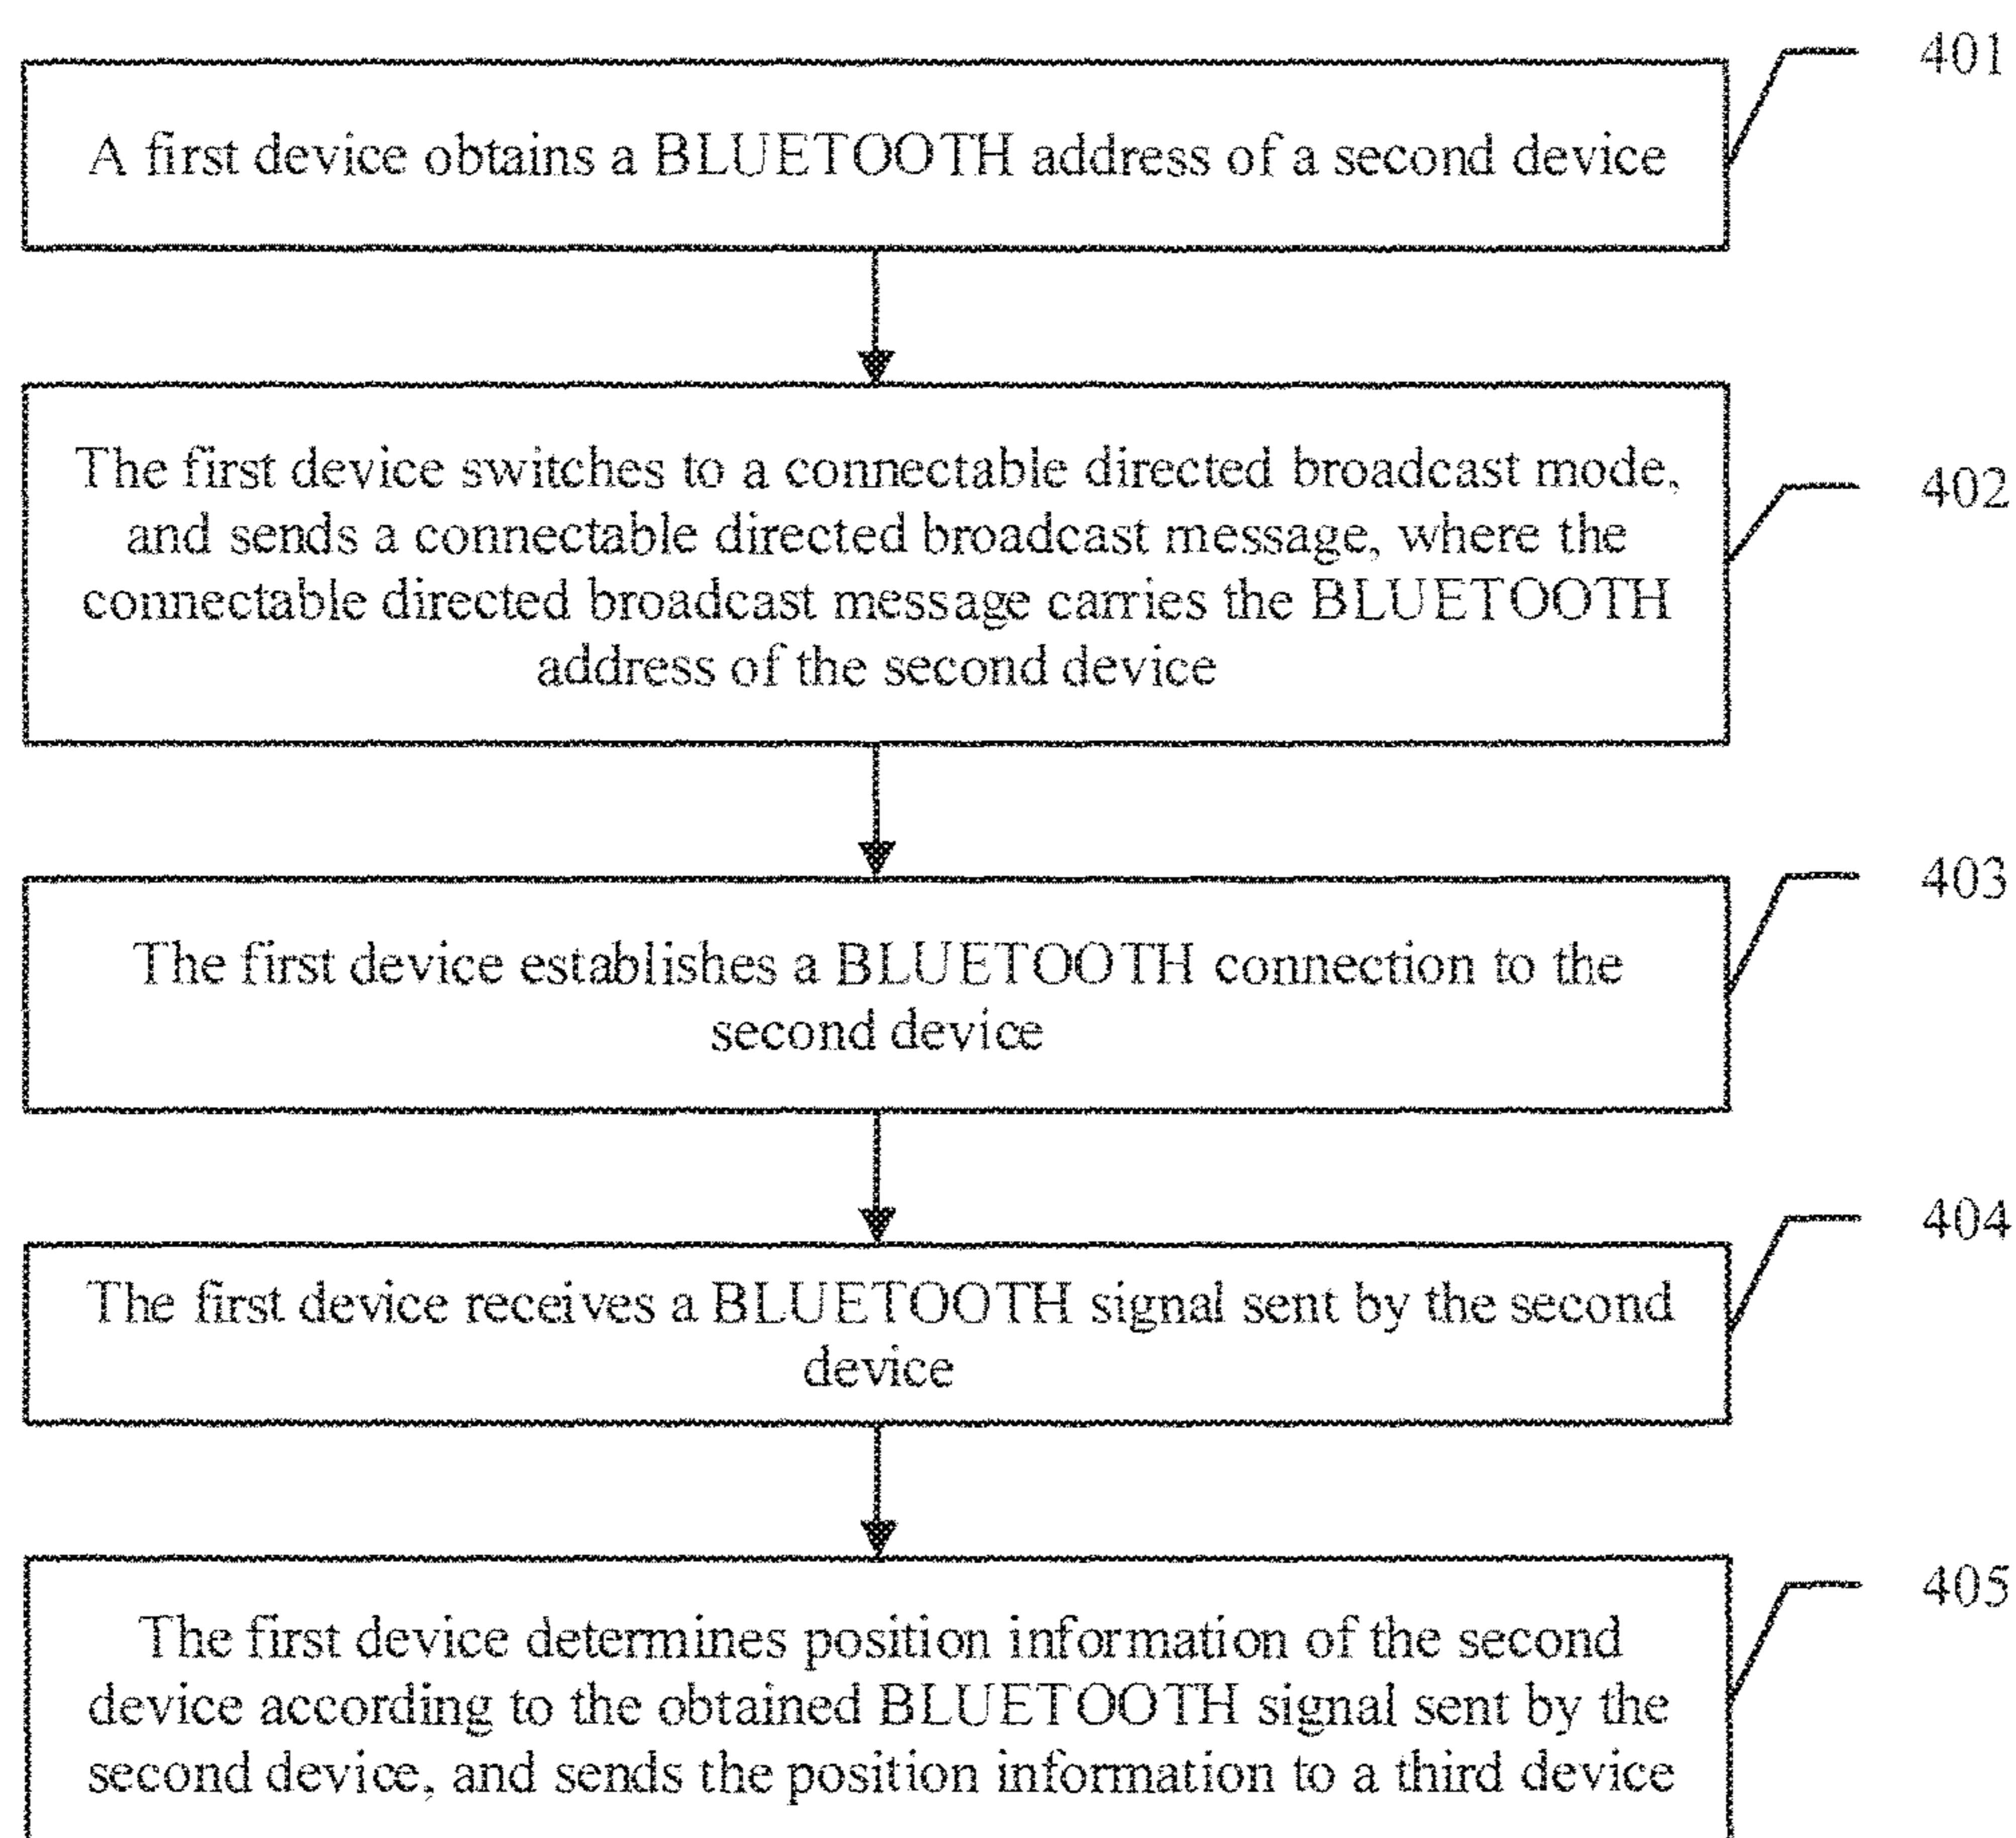 401
A first device obtains a BLUETOOTH address of a second device
The first device switches to a connectable directed broadcast mode,
and sends a connectable directed broadcast message, where the
connectable directed broadcast message carries the BLUETOOTH
address of the second device
402
The first device establishes a BLUETOOTH connection to the
second device
403
The first device receives a BLUETOOTH signal sent by the second
device
404
The first device determines position information of the second
device according to the obtained BLUETOOTH signal sent by the
second device, and sends the position information to a third device
405